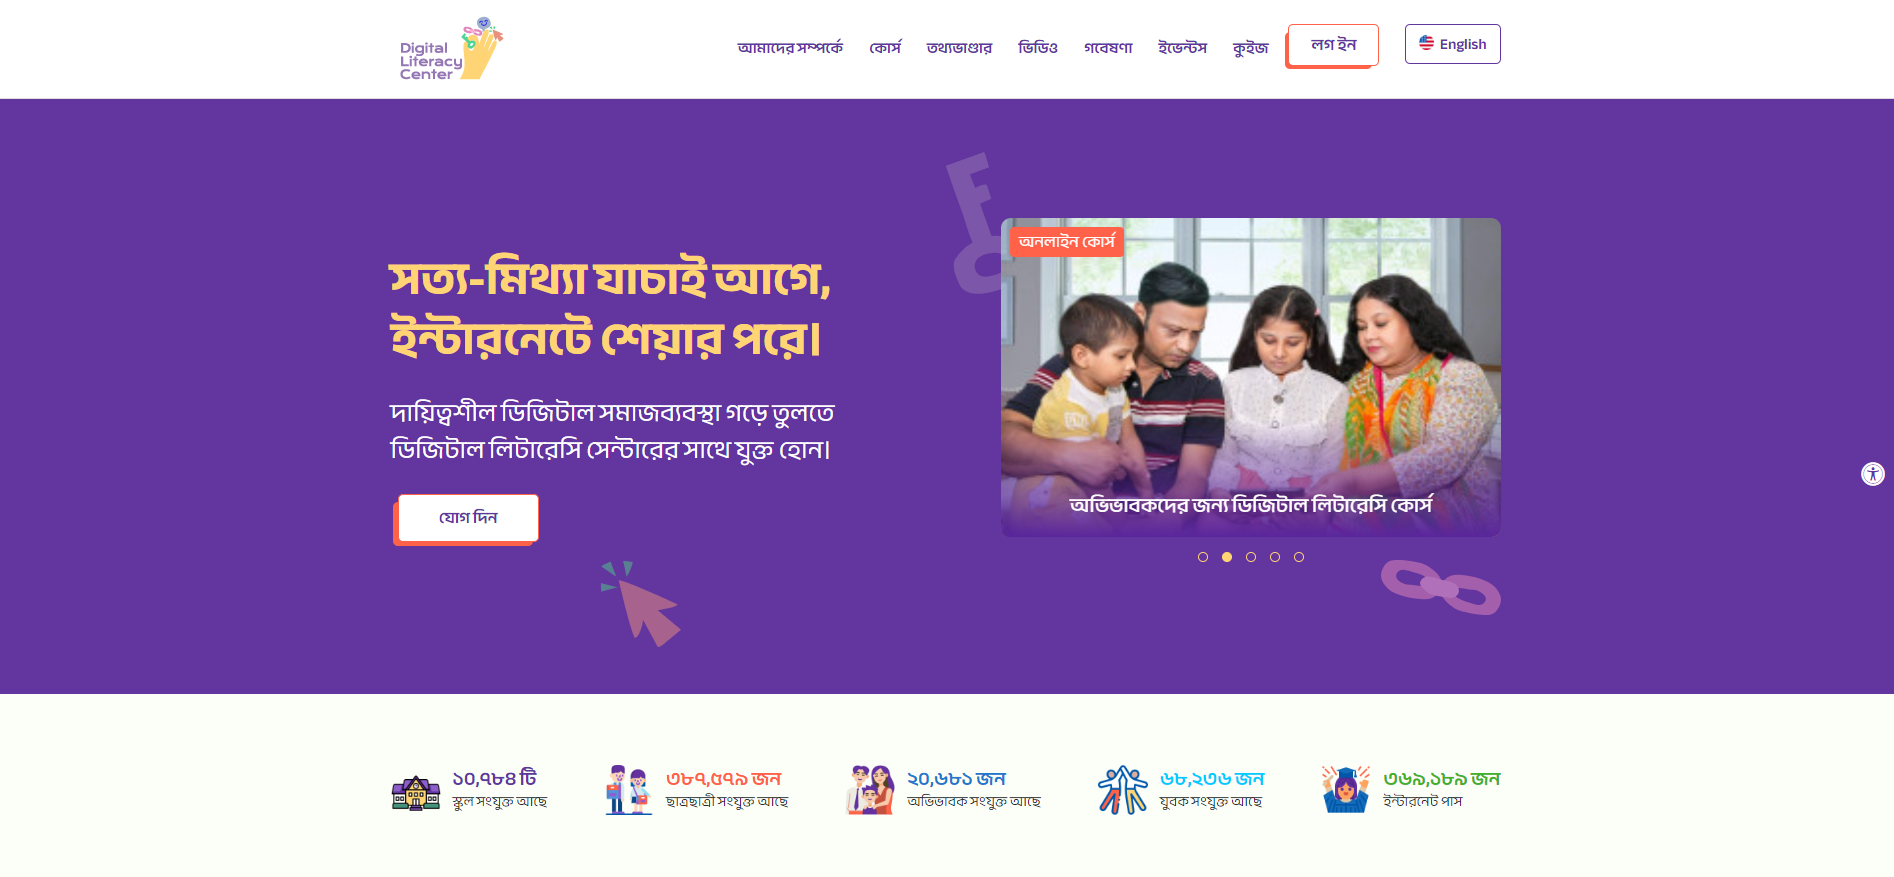 Digital
Literacy
Center
আমাদের সম্পর্কে
কোর্স
তথ্যভাণ্ডার
ভিডিও
গবেষণা
ইভেন্টস
কুইজ
লগ ইন
English
সত্য-মিথ্যা যাচাই আগে,
ইন্টারনেটে শেয়ার পরে।
দায়িত্বশীল ডিজিটাল সমাজব্যবস্থা গড়ে তুলতে
ডিজিটাল লিটারেসি সেন্টারের সাথে যুক্ত হোন।
যোগ দিন
অনলাইন কোর্স
অভিভাবকদের জন্য ডিজিটাল লিটারেসি কোর্স
১০,৭৮৪ টি
স্কুল সংযুক্ত আছে
৩৮৭,৫৭৯ জন
ছাত্রছাত্রী সংযুক্ত আছে
২০,৬৮১ জন
অভিভাবক সংযুক্ত আছে
৬৮,২৩৬ জন
যুবক সংযুক্ত আছে
৩৬৯,১৮৯ জন
ইন্টারনেট পাস